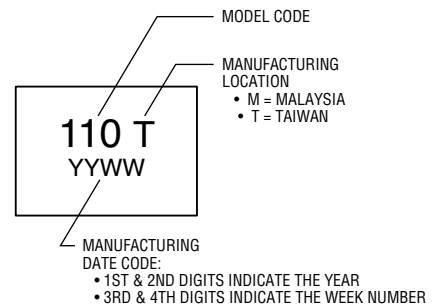 MODEL CODE
MANUFACTURING
LOCATION
• M = MALAYSIA
• T = TAIWAN
110 T
YYWW
MANUFACTURING
DATE CODE:
• 1ST & 2ND DIGITS INDICATE THE YEAR
• 3RD & 4TH DIGITS INDICATE THE WEEK NUMBER